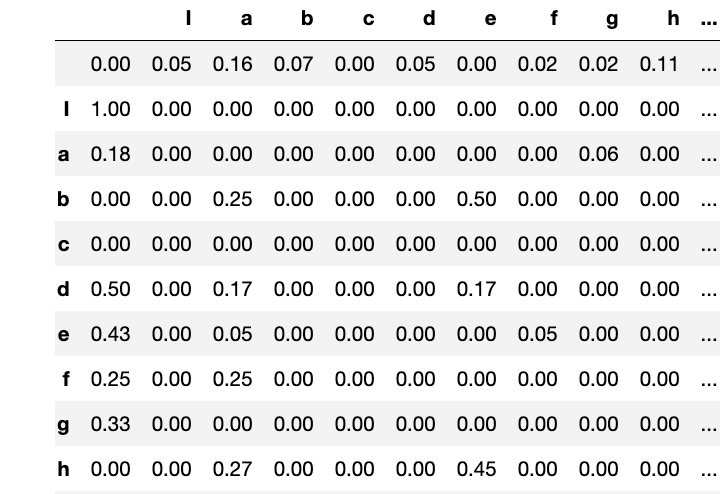 I a b c d e f g h ...
0.00 0.05 0.16 0.07 0.00 0.05 0.00 0.02 0.02 0.11 ...
I 1.00 0.00 0.00 0.00 0.00 0.00 0.00 0.00 0.00 0.00 ...
a 0.18 0.00 0.00 0.00 0.00 0.00 0.00 0.00 0.06 0.00 ...
b 0.00 0.00 0.25 0.00 0.00 0.00 0.50 0.00 0.00 0.00 ...
c 0.00 0.00 0.00 0.00 0.00 0.00 0.00 0.00 0.00 0.00 ...
d 0.50 0.00 0.17 0.00 0.00 0.00 0.17 0.00 0.00 0.00 ...
e 0.43 0.00 0.05 0.00 0.00 0.00 0.00 0.05 0.00 0.00 ...
f 0.25 0.00 0.25 0.00 0.00 0.00 0.00 0.00 0.00 0.00 ...
g 0.33 0.00 0.00 0.00 0.00 0.00 0.00 0.00 0.00 0.00 ...
h 0.00 0.00 0.27 0.00 0.00 0.00 0.45 0.00 0.00 0.00 ...